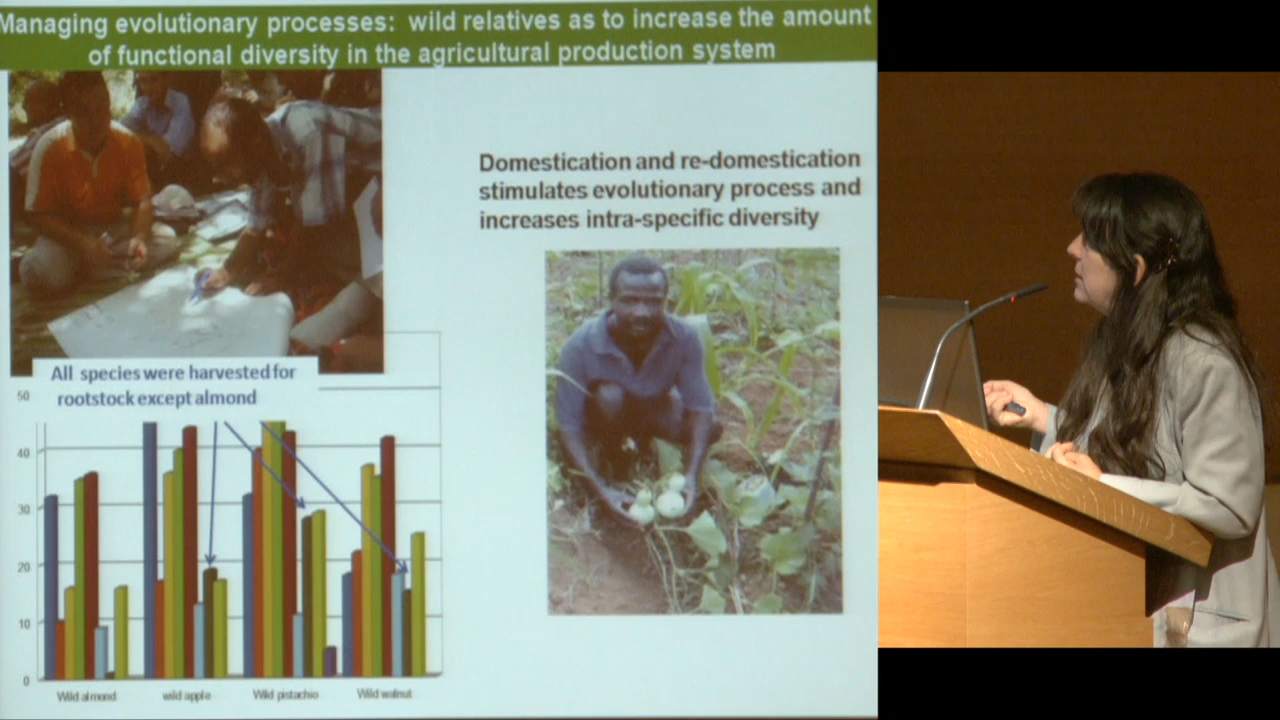 Managing evolutionary processes: wild relatives as to increase the amount
of functional diversity in the agricultural production system
Domestication and re-domestication
stimulates evolutionary process and
increases intra-specific diversity
All species were harvested for
rootstock except almond
50
40
30
20
10
0
Wild almond
wild apple
Wild pistachio
Wild walnut